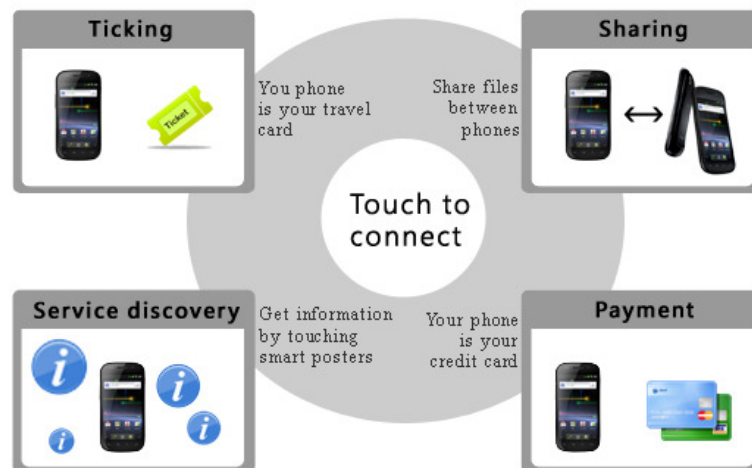 Ticking
Sharing
Ticket
You phone
is your travel
card
Share files
between
phones
Touch to
connect
Service discovery
Payment
Get information
by touching
smart posters
Your phone
is your
credit card
i
i
i
i